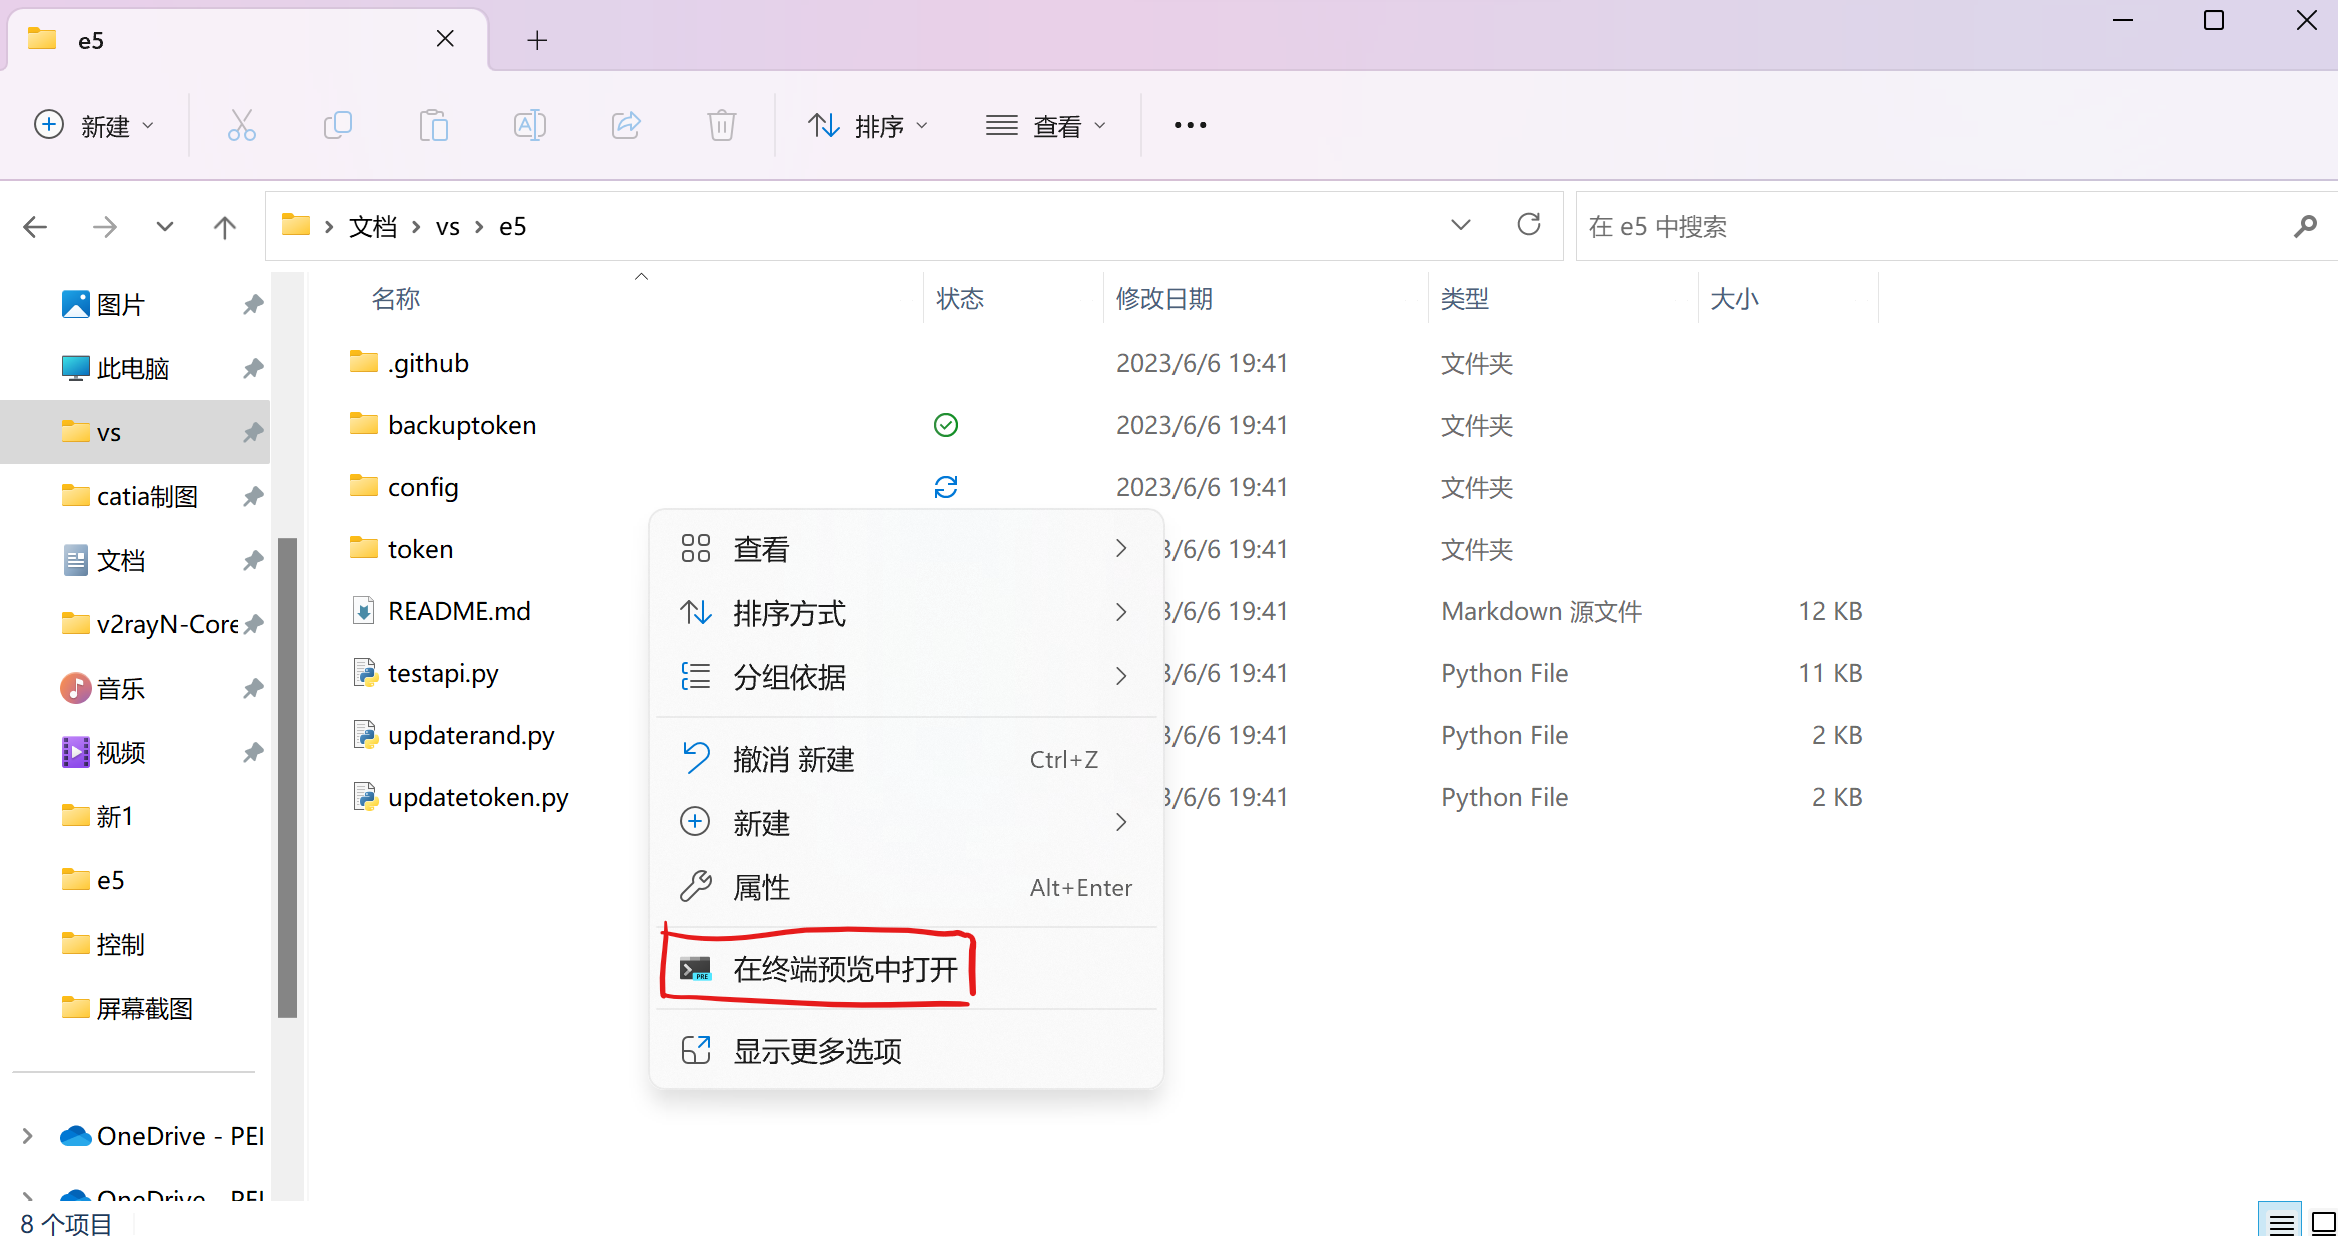 e5
新建
排序
查看
文档 vs e5
在 e5 中搜索
图片
此电脑
vs
catia制图
文档
v2rayN-Core
音乐
视频
新1
e5
控制
屏幕截图
OneDrive - PEI
OneDrive - PEI
名称 状态 修改日期 类型 大小
.github 2023/6/6 19:41 文件夹
backuptoken 2023/6/6 19:41 文件夹
config 2023/6/6 19:41 文件夹
token 3/6/6 19:41 文件夹
README.md 3/6/6 19:41 Markdown 源文件 12 KB
testapi.py 3/6/6 19:41 Python File 11 KB
updaterand.py 3/6/6 19:41 Python File 2 KB
updatetoken.py 3/6/6 19:41 Python File 2 KB
查看
排序方式
分组依据
撤消 新建 Ctrl+Z
新建
属性 Alt+Enter
PRE 在终端预览中打开
显示更多选项
8 个项目